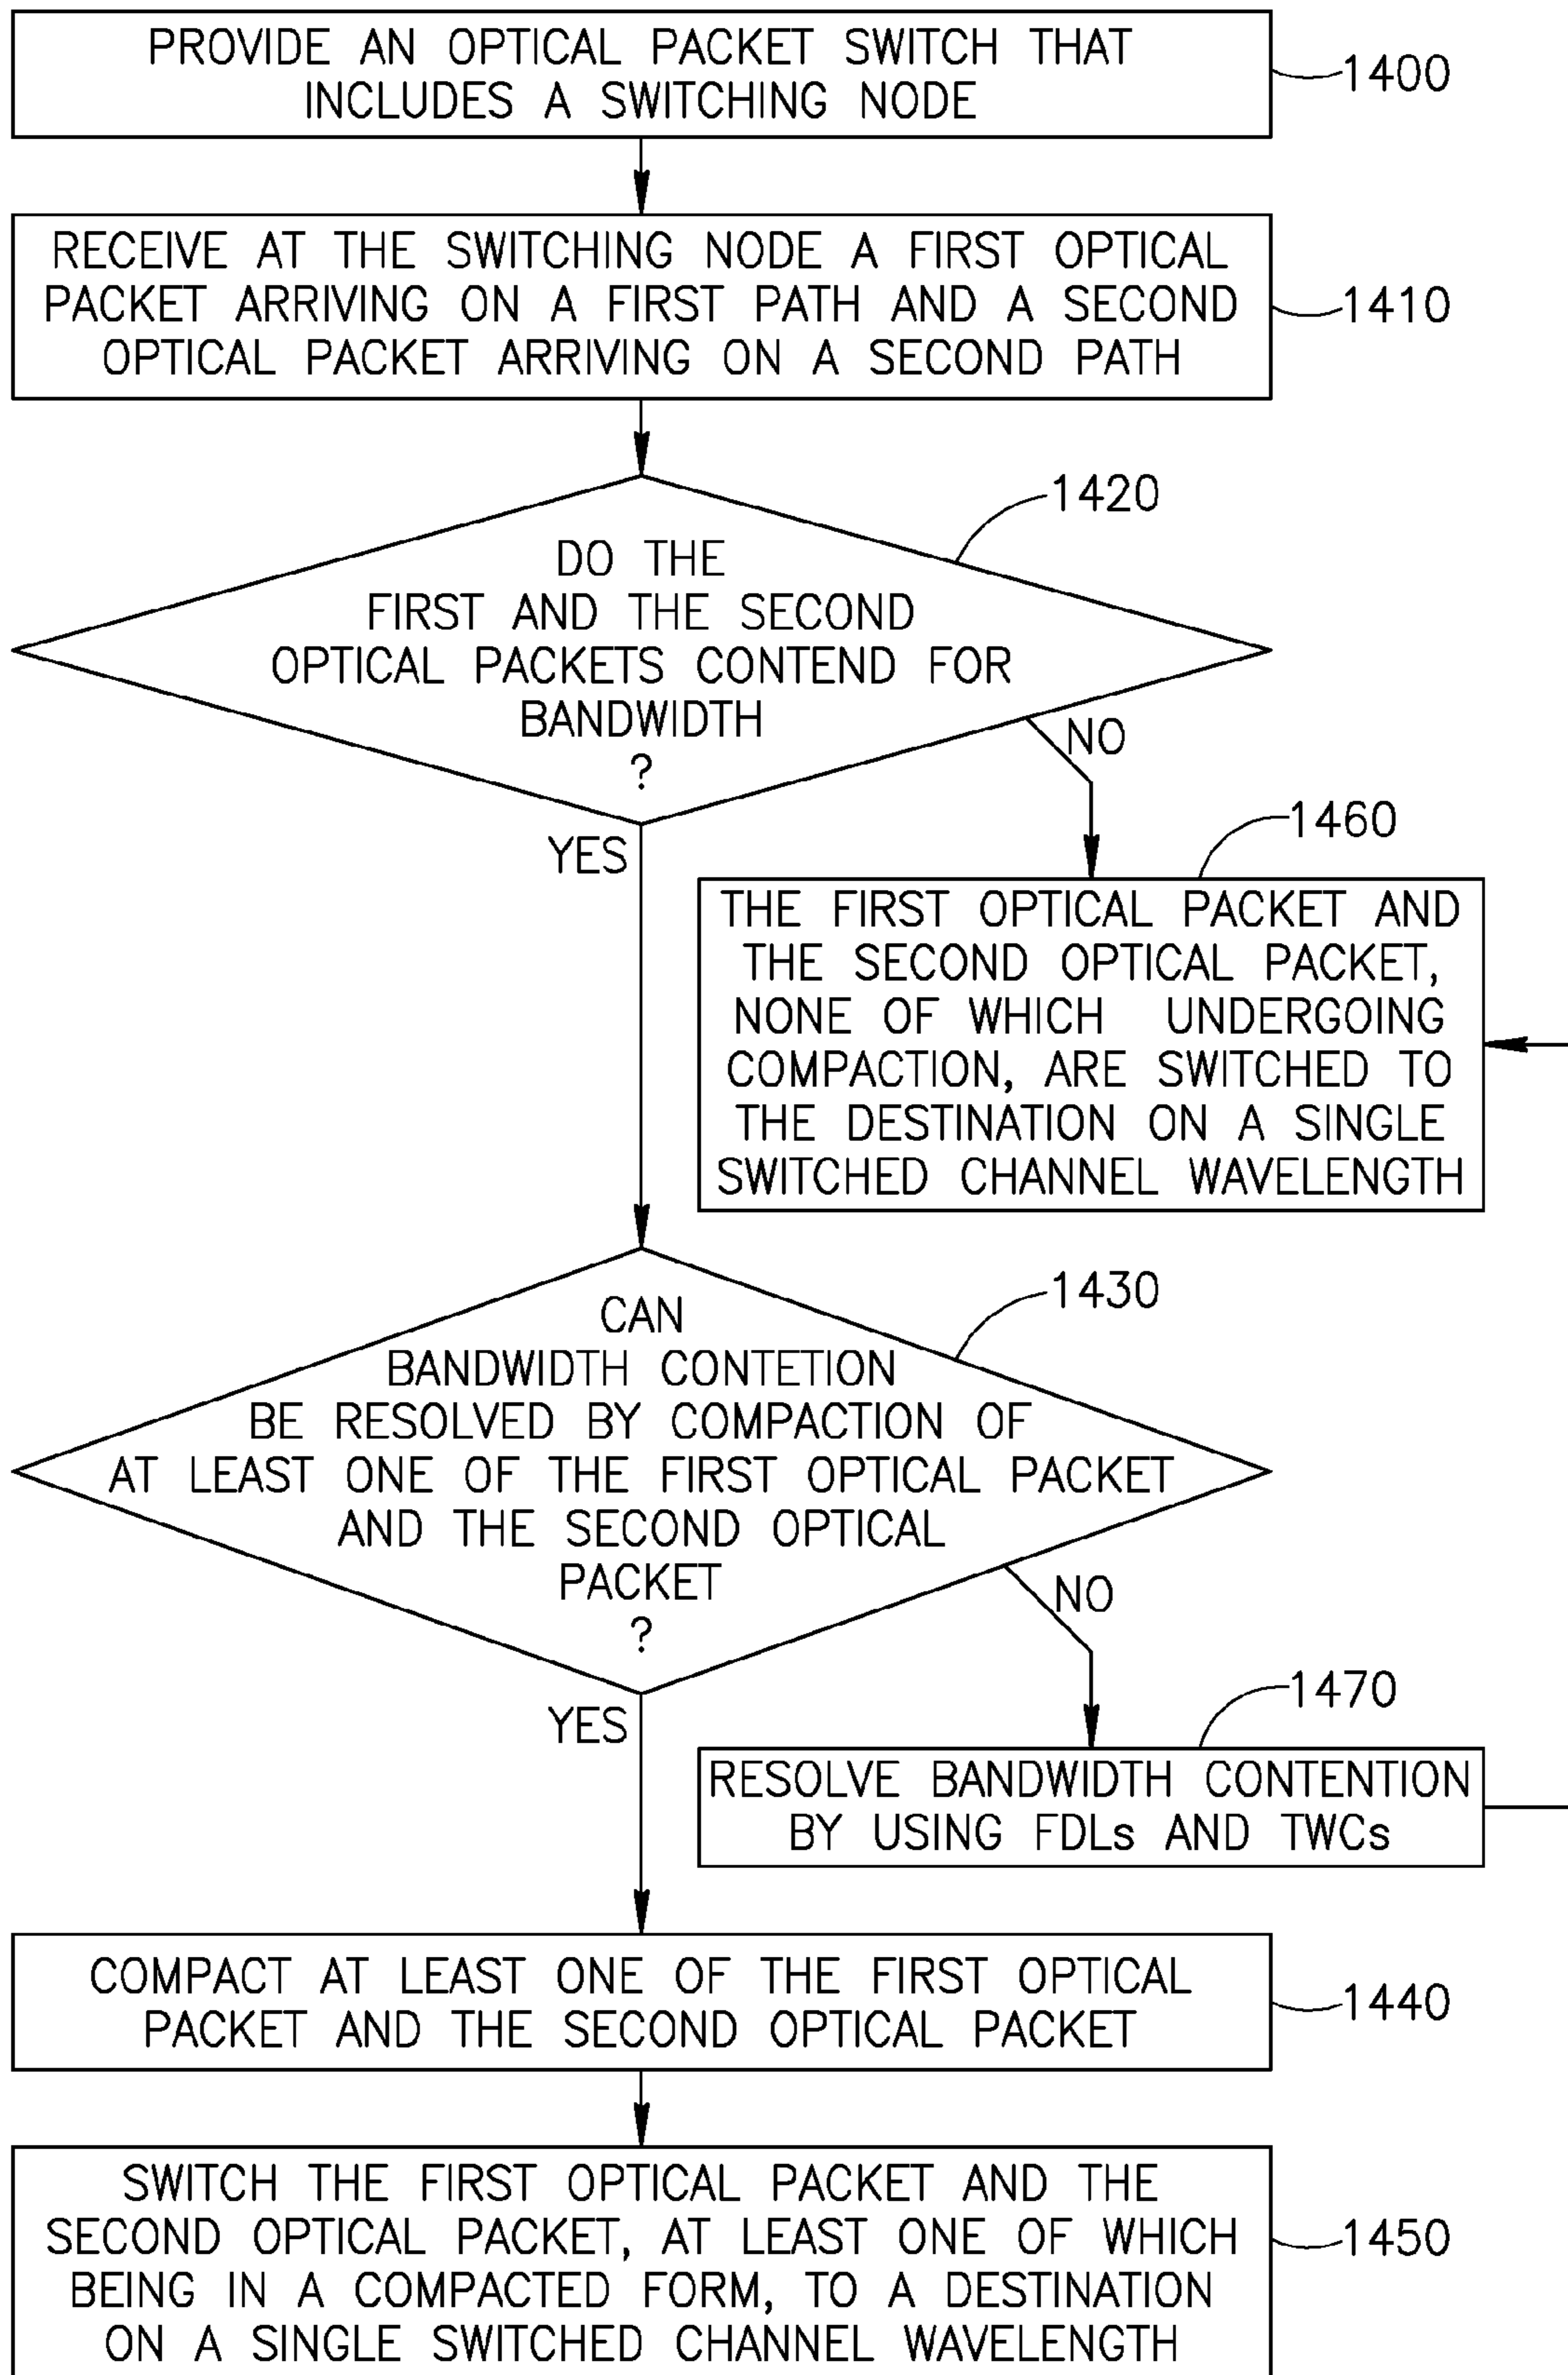 PROVIDE AN OPTICAL PACKET SWITCH THAT
INCLUDES A SWITCHING NODE
1400
RECEIVE AT THE SWITCHING NODE A FIRST OPTICAL
PACKET ARRIVING ON A FIRST PATH AND A SECOND
OPTICAL PACKET ARRIVING ON A SECOND PATH
1410
1420
DO THE
FIRST AND THE SECOND
OPTICAL PACKETS CONTEND FOR
BANDWIDTH
?
NO
YES
1460
THE FIRST OPTICAL PACKET AND
THE SECOND OPTICAL PACKET,
NONE OF WHICH UNDERGOING
COMPACTION, ARE SWITCHED TO
THE DESTINATION ON A SINGLE
SWITCHED CHANNEL WAVELENGTH
1430
CAN
BANDWIDTH CONTETION
BE RESOLVED BY COMPACTION OF
AT LEAST ONE OF THE FIRST OPTICAL PACKET
AND THE SECOND OPTICAL
PACKET
?
NO
YES
1470
RESOLVE BANDWIDTH CONTENTION
BY USING FDLs AND TWCs
COMPACT AT LEAST ONE OF THE FIRST OPTICAL
PACKET AND THE SECOND OPTICAL PACKET
1440
SWITCH THE FIRST OPTICAL PACKET AND THE
SECOND OPTICAL PACKET, AT LEAST ONE OF WHICH
BEING IN A COMPACTED FORM, TO A DESTINATION
ON A SINGLE SWITCHED CHANNEL WAVELENGTH
1450